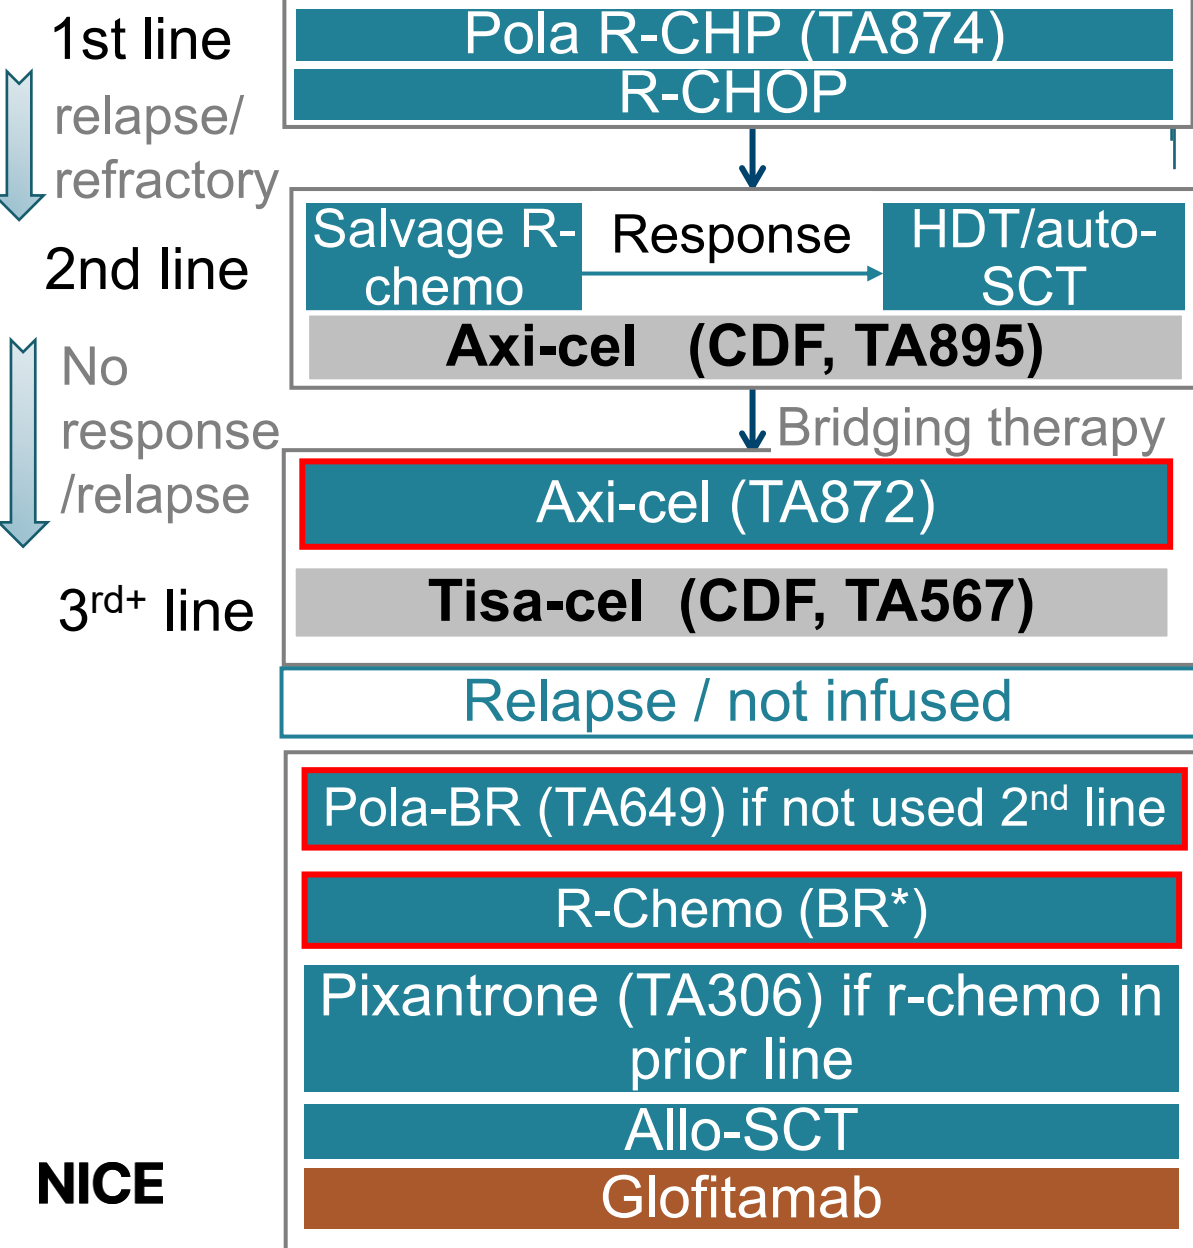 1st line
Pola R-CHP (TA874)
R-CHOP
relapse/
refractory
2nd line
Salvage R-
chemo
Response
HDT/auto-
SCT
Axi-cel (CDF, TA895)
No
response
/relapse
Bridging therapy
3rd+ line
Axi-cel (TA872)
Tisa-cel (CDF, TA567)
Relapse / not infused
Pola-BR (TA649) if not used 2nd line
R-Chemo (BR*)
Pixantrone (TA306) if r-chemo in
prior line
Allo-SCT
Glofitamab
NICE